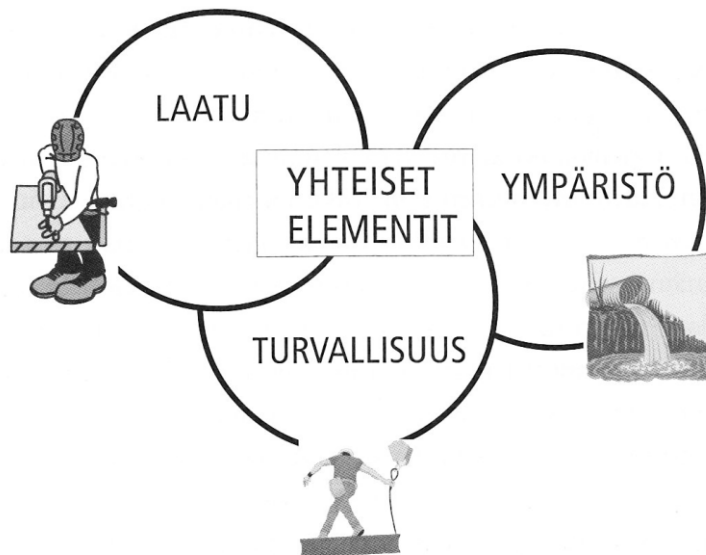 LAATU
YHTEISET
ELEMENTIT
YMPÄRISTÖ
TURVALLISUUS